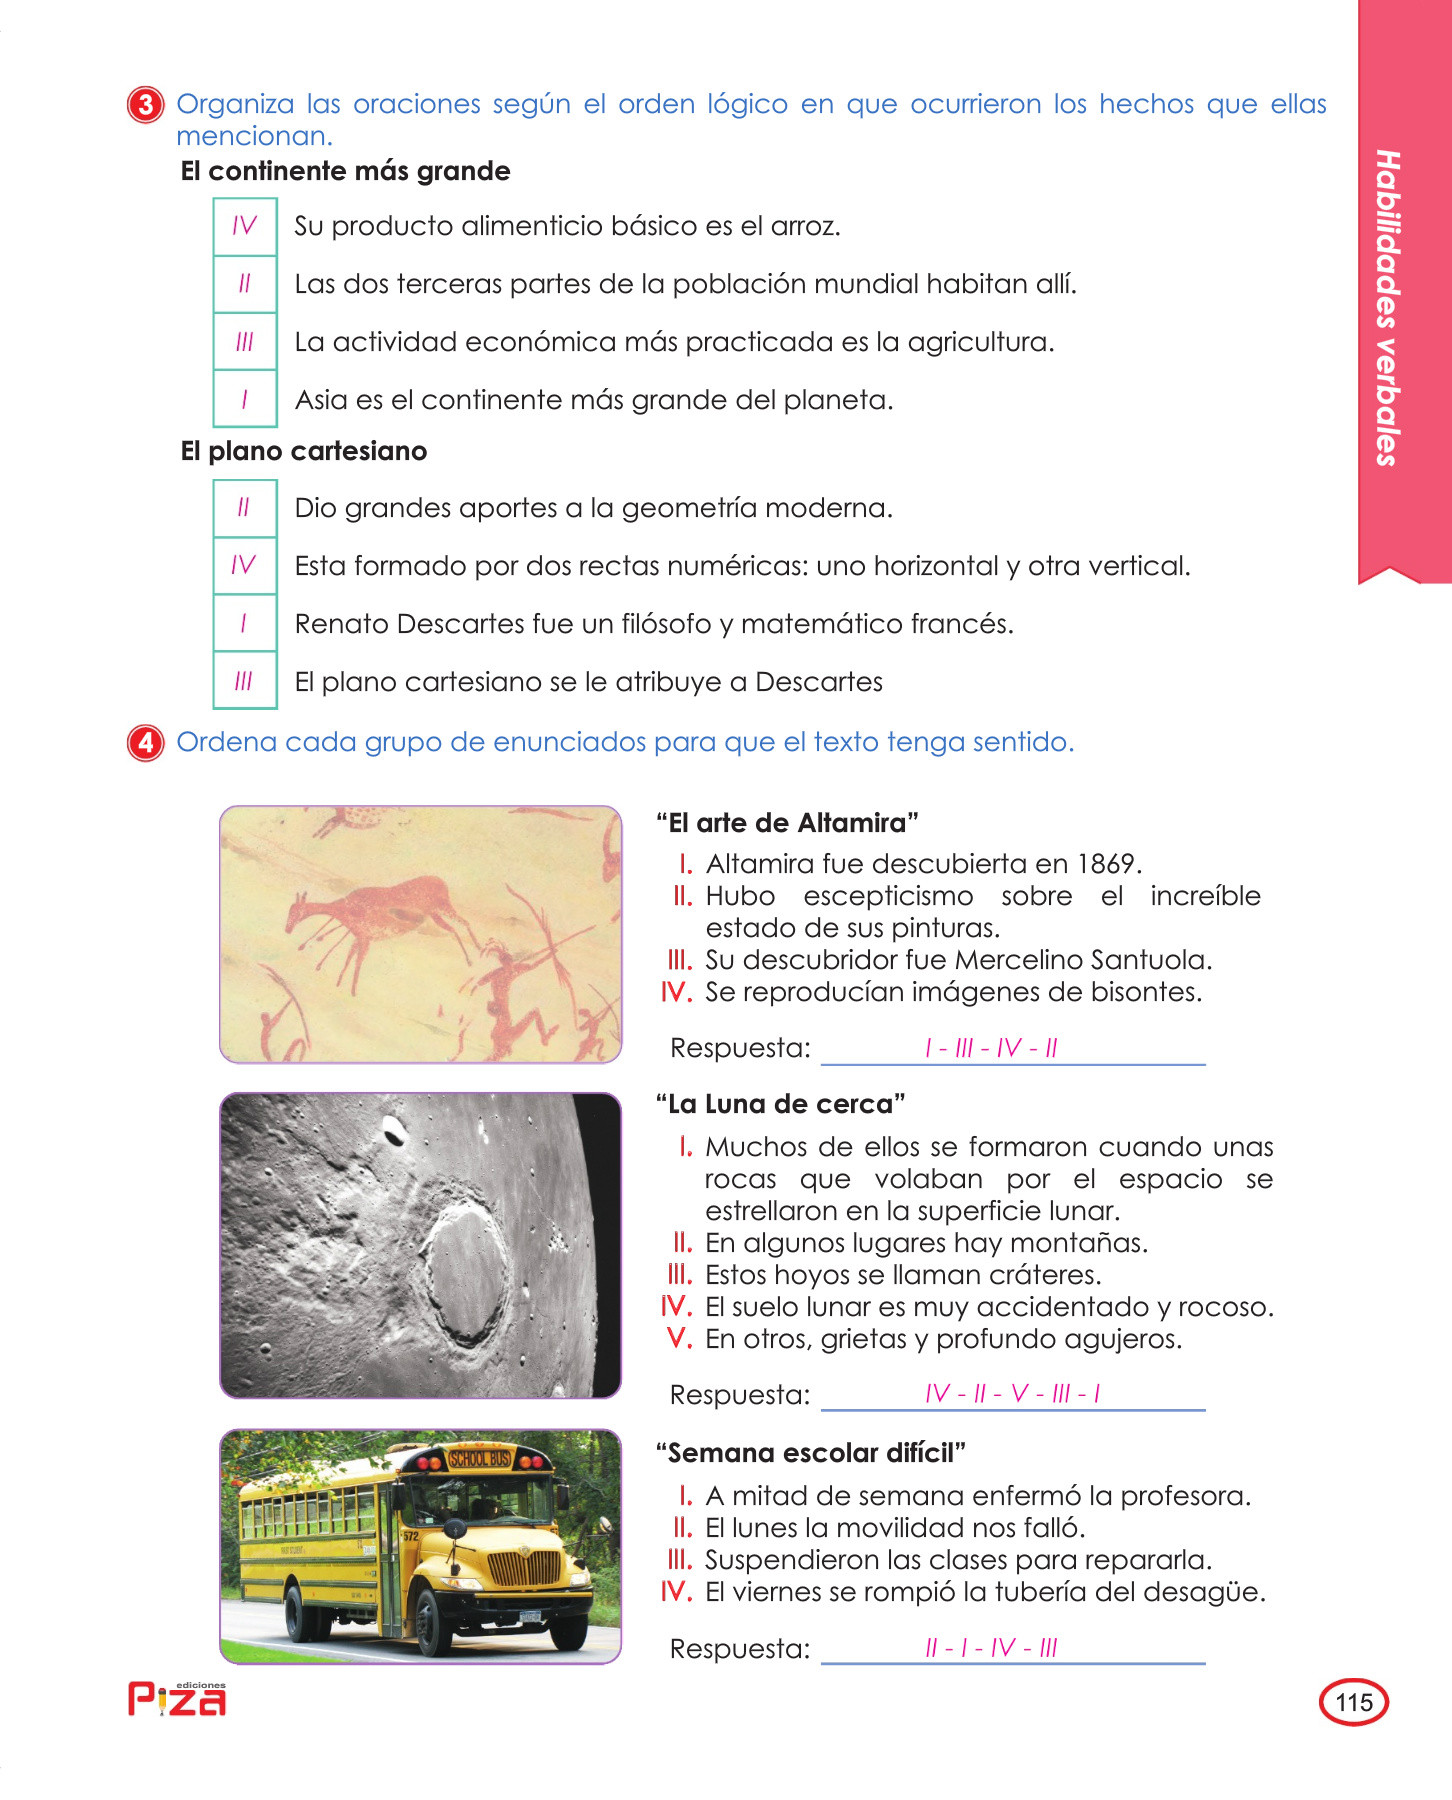 3 Organiza las oraciones según el orden lógico en que ocurrieron los hechos que ellas
mencionan.
El continente más grande
IV Su producto alimenticio básico es el arroz.
II Las dos terceras partes de la población mundial habitan allí.
III La actividad económica más practicada es la agricultura.
I Asia es el continente más grande del planeta.
El plano cartesiano
II Dio grandes aportes a la geometría moderna.
IV Esta formado por dos rectas numéricas: uno horizontal y otra vertical.
I Renato Descartes fue un filósofo y matemático francés.
III El plano cartesiano se le atribuye a Descartes
Habilidades verbales
4 Ordena cada grupo de enunciados para que el texto tenga sentido.
“El arte de Altamira”
I. Altamira fue descubierta en 1869.
II. Hubo escepticismo sobre el increíble
estado de sus pinturas.
III. Su descubridor fue Mercelino Santuola.
IV. Se reproducían imágenes de bisontes.
Respuesta: I - III - IV - II
“La Luna de cerca”
I. Muchos de ellos se formaron cuando unas
rocas que volaban por el espacio se
estrellaron en la superficie lunar.
II. En algunos lugares hay montañas.
III. Estos hoyos se llaman cráteres.
IV. El suelo lunar es muy accidentado y rocoso.
V. En otros, grietas y profundo agujeros.
Respuesta: IV - II - V - III - I
SCHOOL BUS
572
“Semana escolar difícil”
I. A mitad de semana enfermó la profesora.
II. El lunes la movilidad nos falló.
III. Suspendieron las clases para repararla.
IV. El viernes se rompió la tubería del desagüe.
Respuesta: II - I - IV - III
ediciones
Piza
115